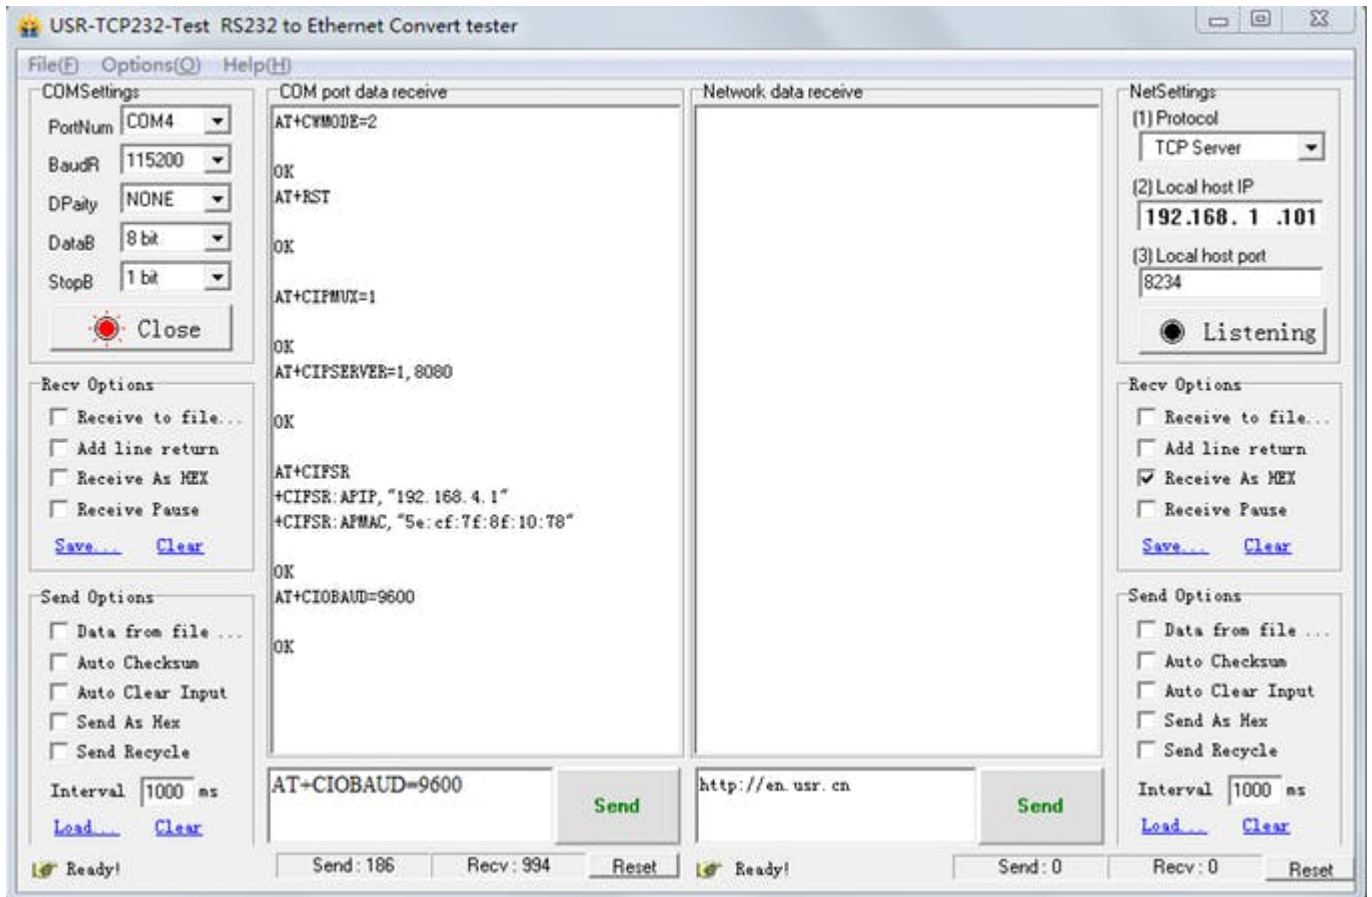 USR-TCP232-Test RS232 to Ethernet Convert tester
File(F) Options(O) Help(H)
COMSettings
PortNum COM4
BaudR 115200
DPaity NONE
DataB 8 bit
StopB 1 bit
Close
Recv Options
Receive to file...
Add line return
Receive As HEX
Receive Pause
Save... Clear
Send Options
Data from file ...
Auto Checksum
Auto Clear Input
Send As Hex
Send Recycle
Interval 1000 ms
Load... Clear
COM port data receive
AT+CWMODE=2
OK
AT+RST
OK
AT+CIPMUX=1
OK
AT+CIPSERVER=1,8080
OK
AT+CIFSR
+CIFSR:APIP,"192.168.4.1"
+CIFSR:APMAC,"5e:cf:7f:8f:10:78"
OK
AT+CIOBAUD=9600
OK
AT+CIOBAUD=9600
Send
Network data receive
http://en.usr.cn
Send
NetSettings
(1) Protocol
TCP Server
(2) Local host IP
192.168. 1 .101
(3) Local host port
8234
Listening
Recv Options
Receive to file...
Add line return
Receive As HEX
Receive Pause
Save... Clear
Send Options
Data from file ...
Auto Checksum
Auto Clear Input
Send As Hex
Send Recycle
Interval 1000 ms
Load... Clear
Ready! Send : 186 Recv : 994 Reset
Ready! Send : 0 Recv : 0 Reset